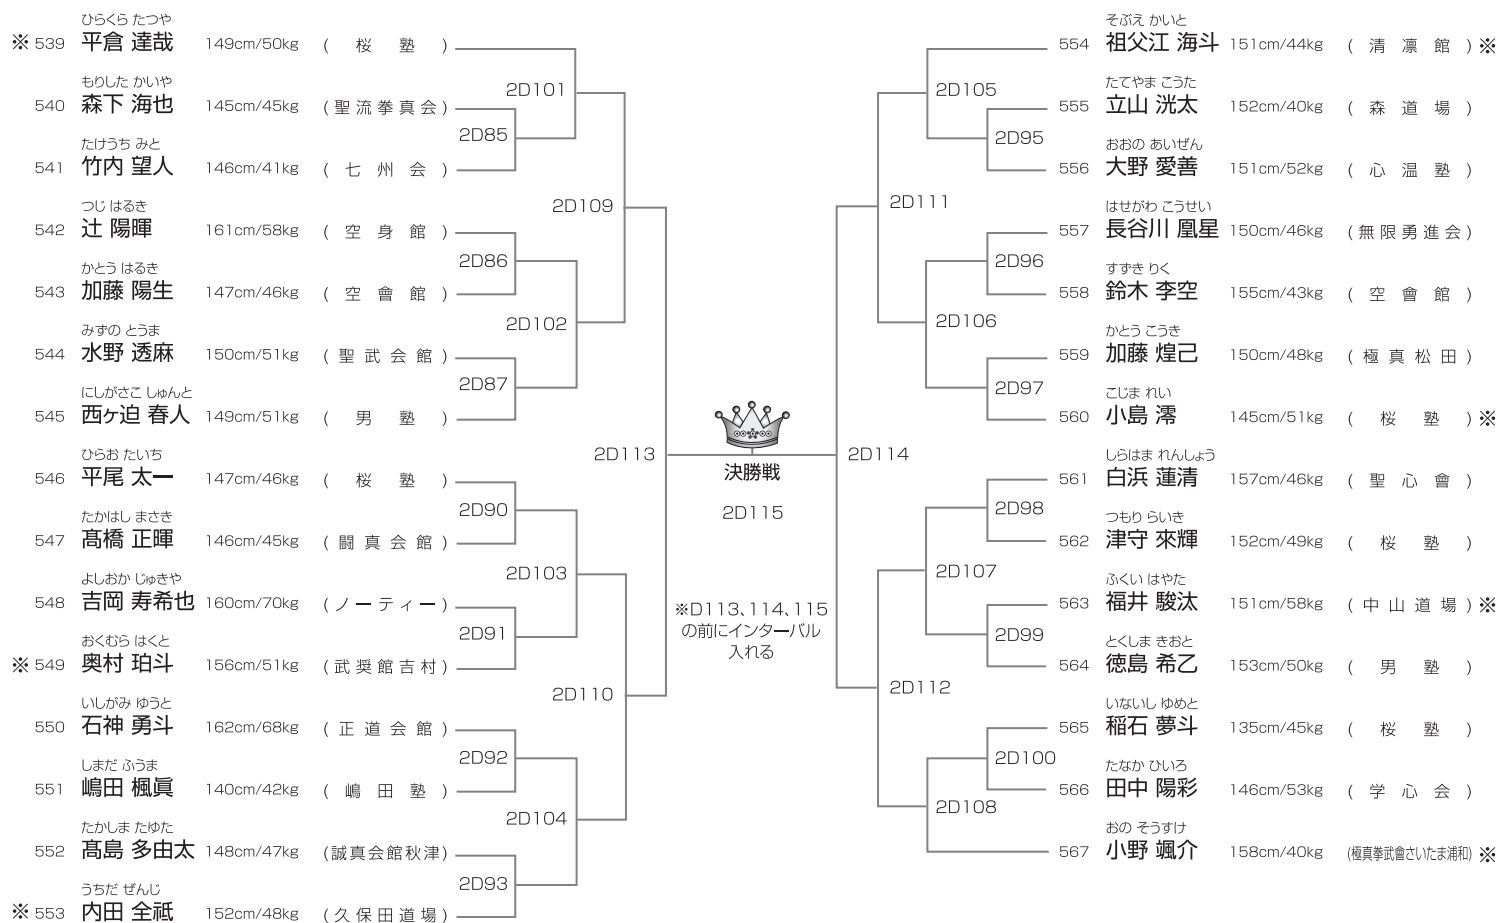 ひらくら たつや
※ 539 平倉 達哉 149cm/50kg ( 桜 塾 )
もりした かいや
540 森下 海也 145cm/45kg (聖流拳真会)
たけうち みと
541 竹内 望人 146cm/41kg ( 七 州 会 )
つじ はるき
542 辻 陽暉 161cm/58kg ( 空 身 館 )
かとう はるき
543 加藤 陽生 147cm/46kg ( 空 會 館 )
みずの とうま
544 水野 透麻 150cm/51kg (聖武会館)
にしがさこ しゅんと
545 西ヶ迫 春人 149cm/51kg ( 男 塾 )
ひらお たいち
546 平尾 太一 147cm/46kg ( 桜 塾 )
たかはし まさき
547 髙橋 正暉 146cm/45kg (闘真会館)
よしおか じゅきや
548 吉岡 寿希也 160cm/70kg (ノーティー)
おくむら はくと
※ 549 奥村 珀斗 156cm/51kg (武奨館吉村)
いしがみ ゆうと
550 石神 勇斗 162cm/68kg (正道会館)
しまだ ふうま
551 嶋田 楓眞 140cm/42kg ( 嶋 田 塾 )
たかしま たゆた
552 髙島 多由太 148cm/47kg (誠真会館秋津)
うちだ ぜんじ
※ 553 内田 全祗 152cm/48kg (久保田道場)
2D101
2D85
2D109
2D86
2D102
2D87
2D113
2D90
2D103
2D91
2D110
2D92
2D104
2D93
決勝戦
2D115
※D113、114、115
の前にインターバル
入れる
2D105
2D95
2D111
2D96
2D106
2D97
2D114
2D98
2D107
2D99
2D112
2D100
2D108
そぶえ かいと
554 祖父江 海斗 151cm/44kg ( 清 凛 館 ) ※
たてやま こうた
555 立山 洸太 152cm/40kg ( 森 道 場 )
おおの あいぜん
556 大野 愛善 151cm/52kg ( 心 温 塾 )
はせがわ こうせい
557 長谷川 凰星 150cm/46kg (無限勇進会)
すずき りく
558 鈴木 李空 155cm/43kg ( 空 會 館 )
かとう こうき
559 加藤 煌己 150cm/48kg (極真松田)
こじま れい
560 小島 澪 145cm/51kg ( 桜 塾 ) ※
しらはま れんしょう
561 白浜 蓮清 157cm/46kg ( 聖 心 會 )
つもり らいき
562 津守 來輝 152cm/49kg ( 桜 塾 )
ふくい はやた
563 福井 駿汰 151cm/58kg (中山道場) ※
とくしま きおと
564 徳島 希乙 153cm/50kg ( 男 塾 )
いないし ゆめと
565 稲石 夢斗 135cm/45kg ( 桜 塾 )
たなか ひいろ
566 田中 陽彩 146cm/53kg ( 学 心 会 )
おの そうすけ
567 小野 颯介 158cm/40kg (極真拳武會さいたま浦和) ※